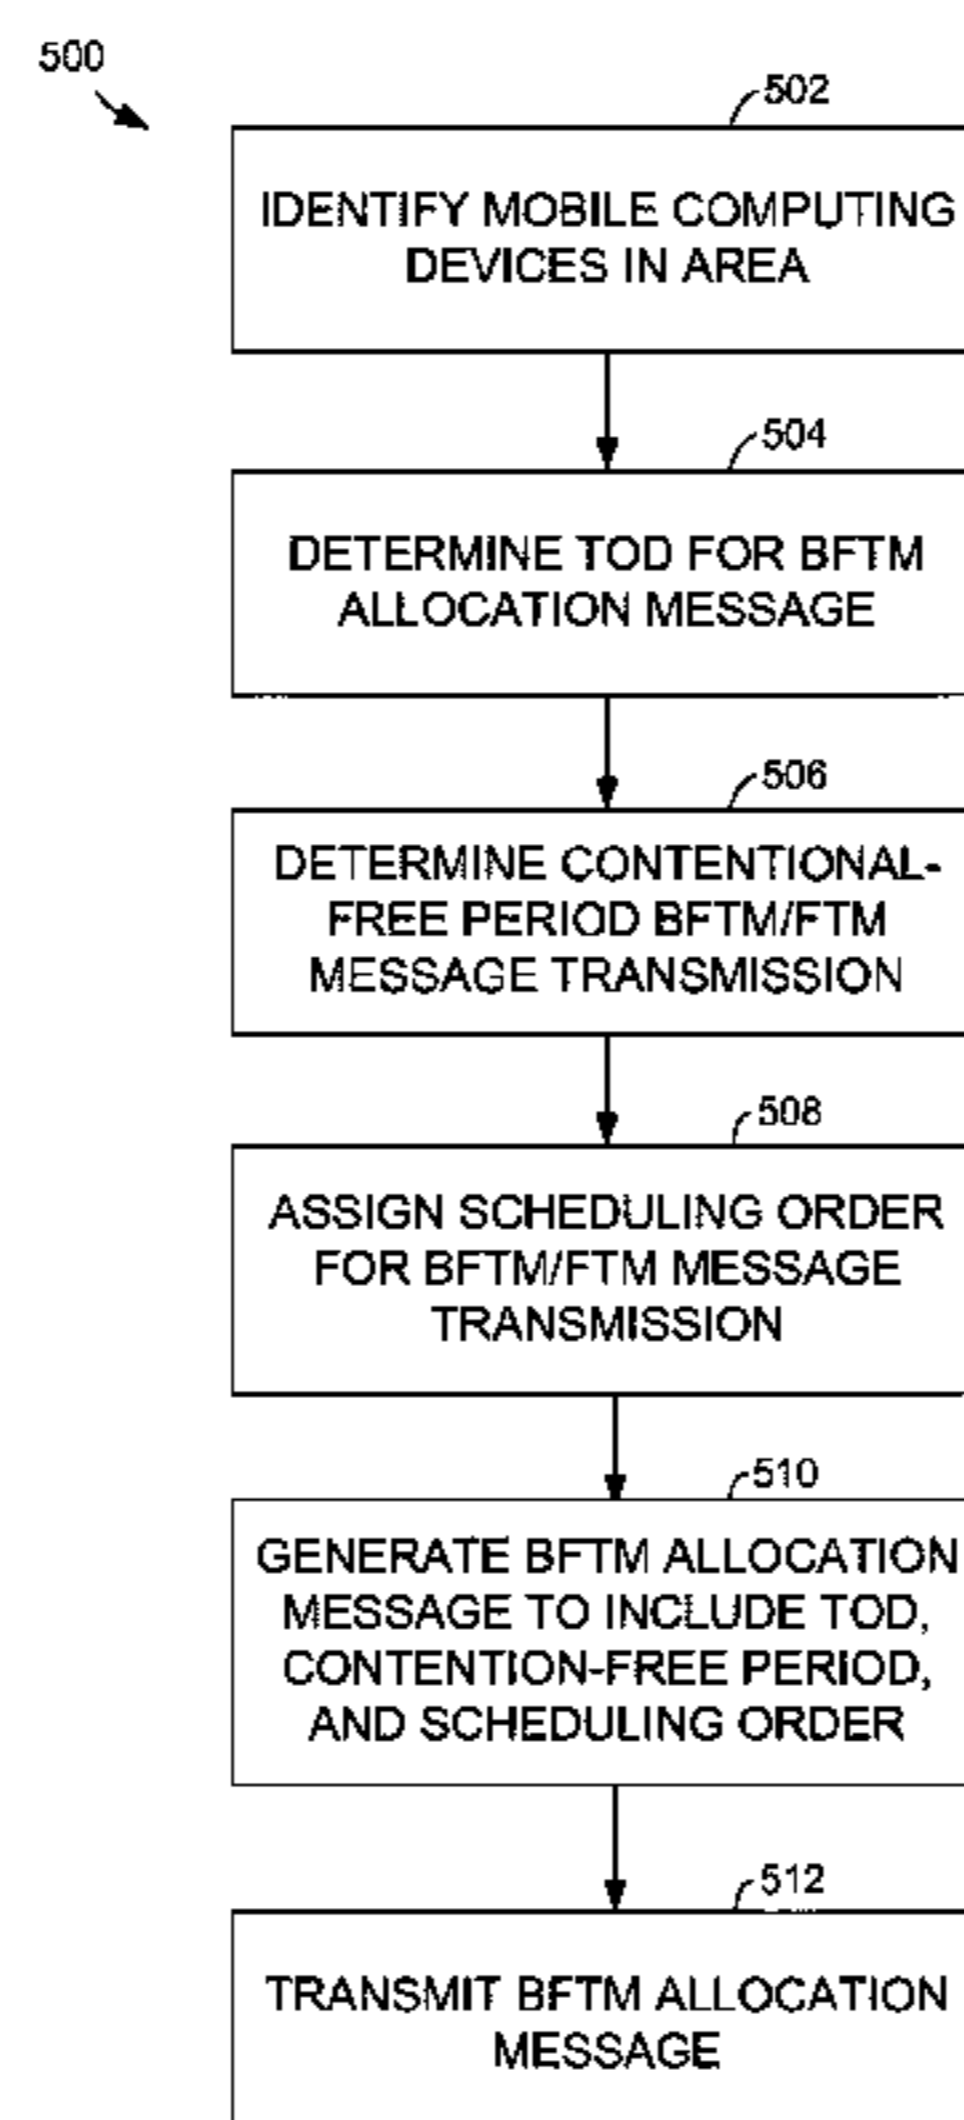 500
502
IDENTIFY MOBILE COMPUTING
DEVICES IN AREA
504
DETERMINE TOD FOR BFTM
ALLOCATION MESSAGE
506
DETERMINE CONTENTIONAL-
FREE PERIOD BFTM/FTM
MESSAGE TRANSMISSION
508
ASSIGN SCHEDULING ORDER
FOR BFTM/FTM MESSAGE
TRANSMISSION
510
GENERATE BFTM ALLOCATION
MESSAGE TO INCLUDE TOD,
CONTENTION-FREE PERIOD,
AND SCHEDULING ORDER
512
TRANSMIT BFTM ALLOCATION
MESSAGE